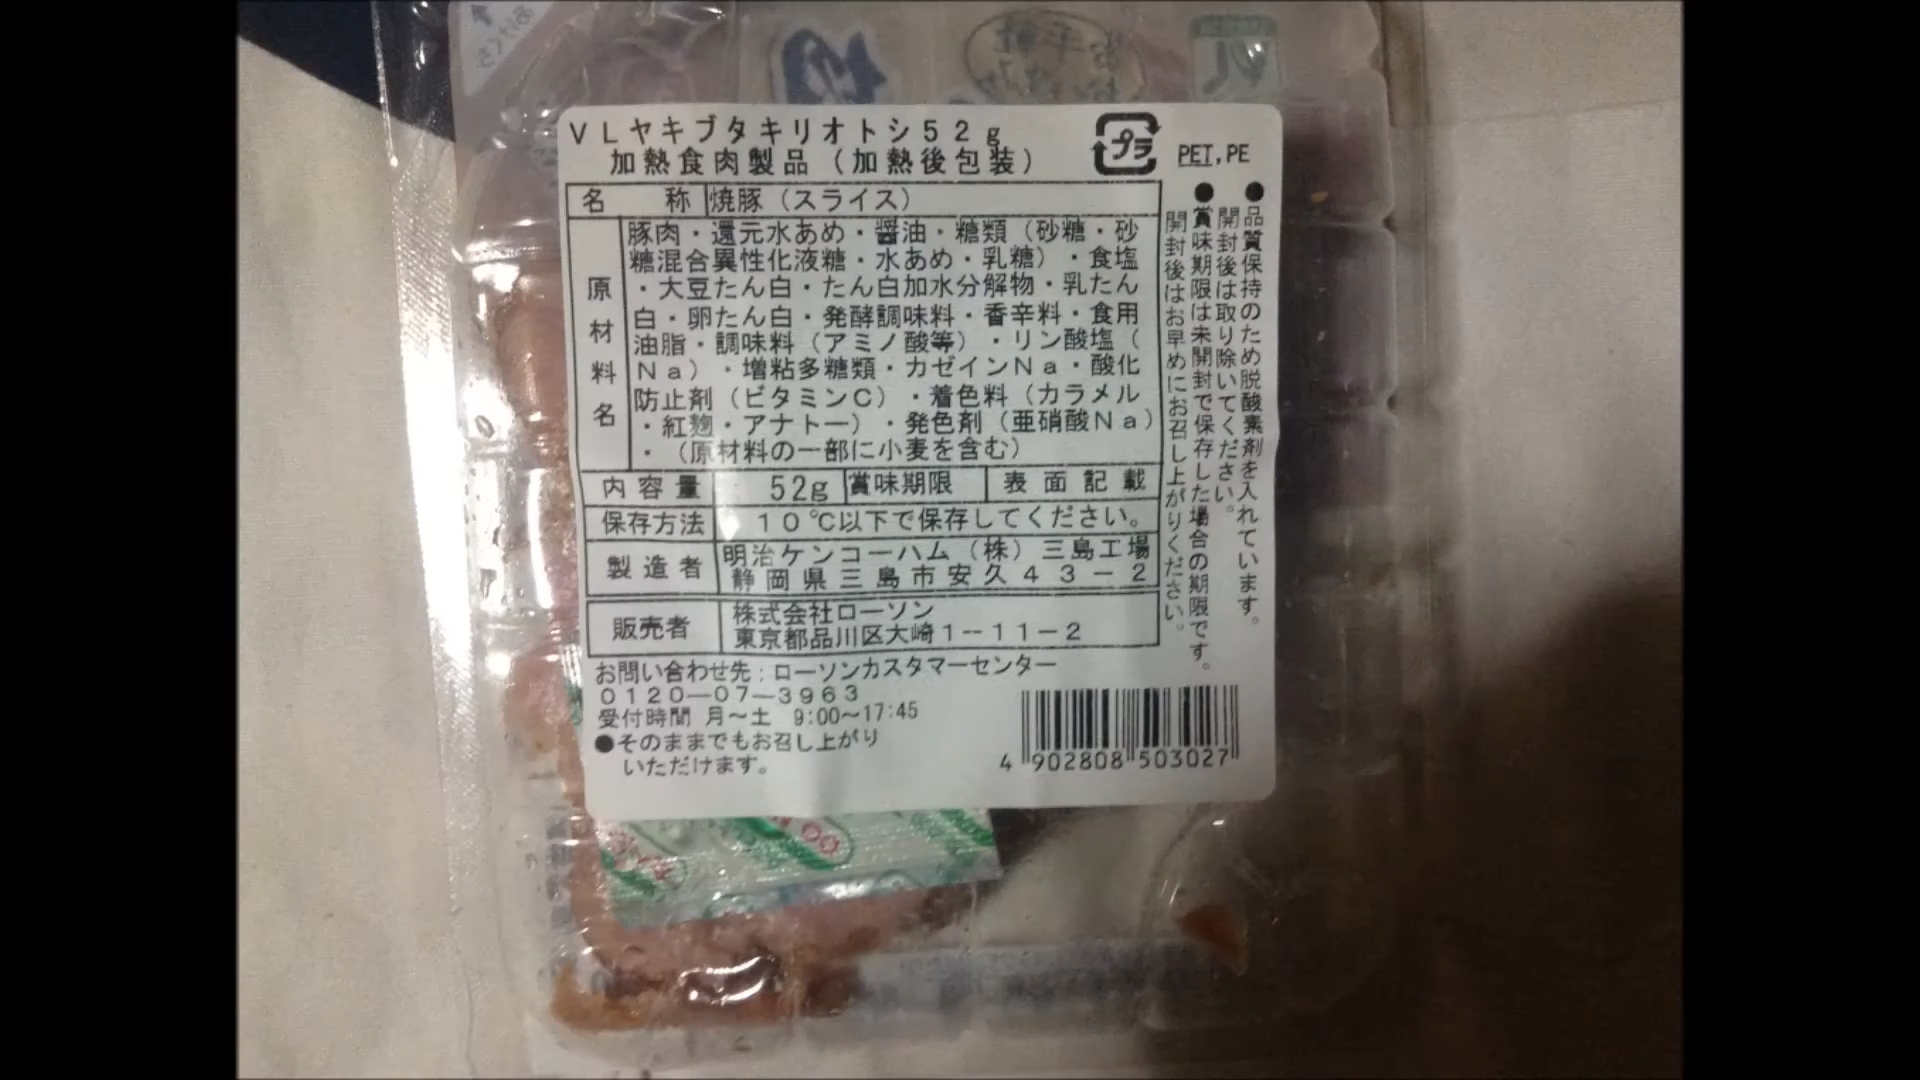 VLヤキブタキリオトシ52g
加熱食肉製品（加熱後包装）
プラ
PET,PE
名称 焼豚（スライス）
原材料名
豚肉・還元水あめ・醤油・糖類（砂糖・砂
糖混合異性化液糖・水あめ・乳糖）・食塩
・大豆たん白・たん白加水分解物・乳たん
白・卵たん白・発酵調味料・香辛料・食用
油脂・調味料（アミノ酸等）・リン酸塩（
Na）・増粘多糖類・カゼインNa・酸化
防止剤（ビタミンC）・着色料（カラメル
・紅麹・アナトー）・発色剤（亜硝酸Na）
・（原材料の一部に小麦を含む）
内容量 52g 賞味期限 表面記載
保存方法 10℃以下で保存してください。
製造者 明治ケンコーハム（株）三島工場
静岡県三島市安久43－2
販売者 株式会社ローソン
東京都品川区大崎1－11－2
お問い合わせ先：ローソンカスタマーセンター
0120―07―3963
受付時間 月～土 9:00～17:45
●そのままでもお召し上がり
いただけます。
●品質保持のため脱酸素剤を入れています。
開封後は取り除いてください。
●賞味期限は未開封で保存した場合の期限です。
開封後はお早めにお召し上がりください。
4 902808 503027